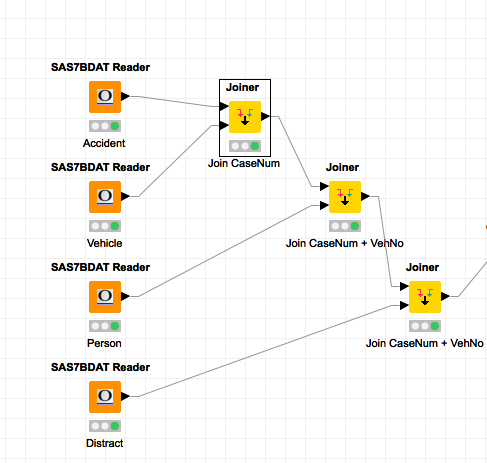 SAS7BDAT Reader
Accident
Joiner
Join CaseNum
SAS7BDAT Reader
Vehicle
Joiner
Join CaseNum + VehNo
SAS7BDAT Reader
Person
Joiner
Join CaseNum + VehNo
SAS7BDAT Reader
Distract